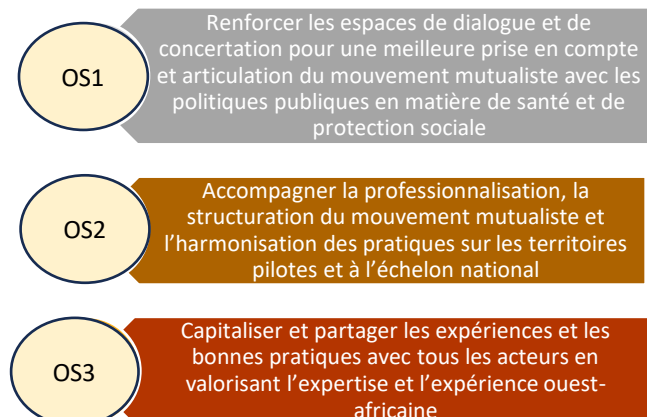 OS1
Renforcer les espaces de dialogue et de
concertation pour une meilleure prise en compte
et articulation du mouvement mutualiste avec les
politiques publiques en matière de santé et de
protection sociale
OS2
Accompagner la professionnalisation, la
structuration du mouvement mutualiste et
l’harmonisation des pratiques sur les territoires
pilotes et à l’échelon national
OS3
Capitaliser et partager les expériences et les
bonnes pratiques avec tous les acteurs en
valorisant l’expertise et l’expérience ouest-
africaine